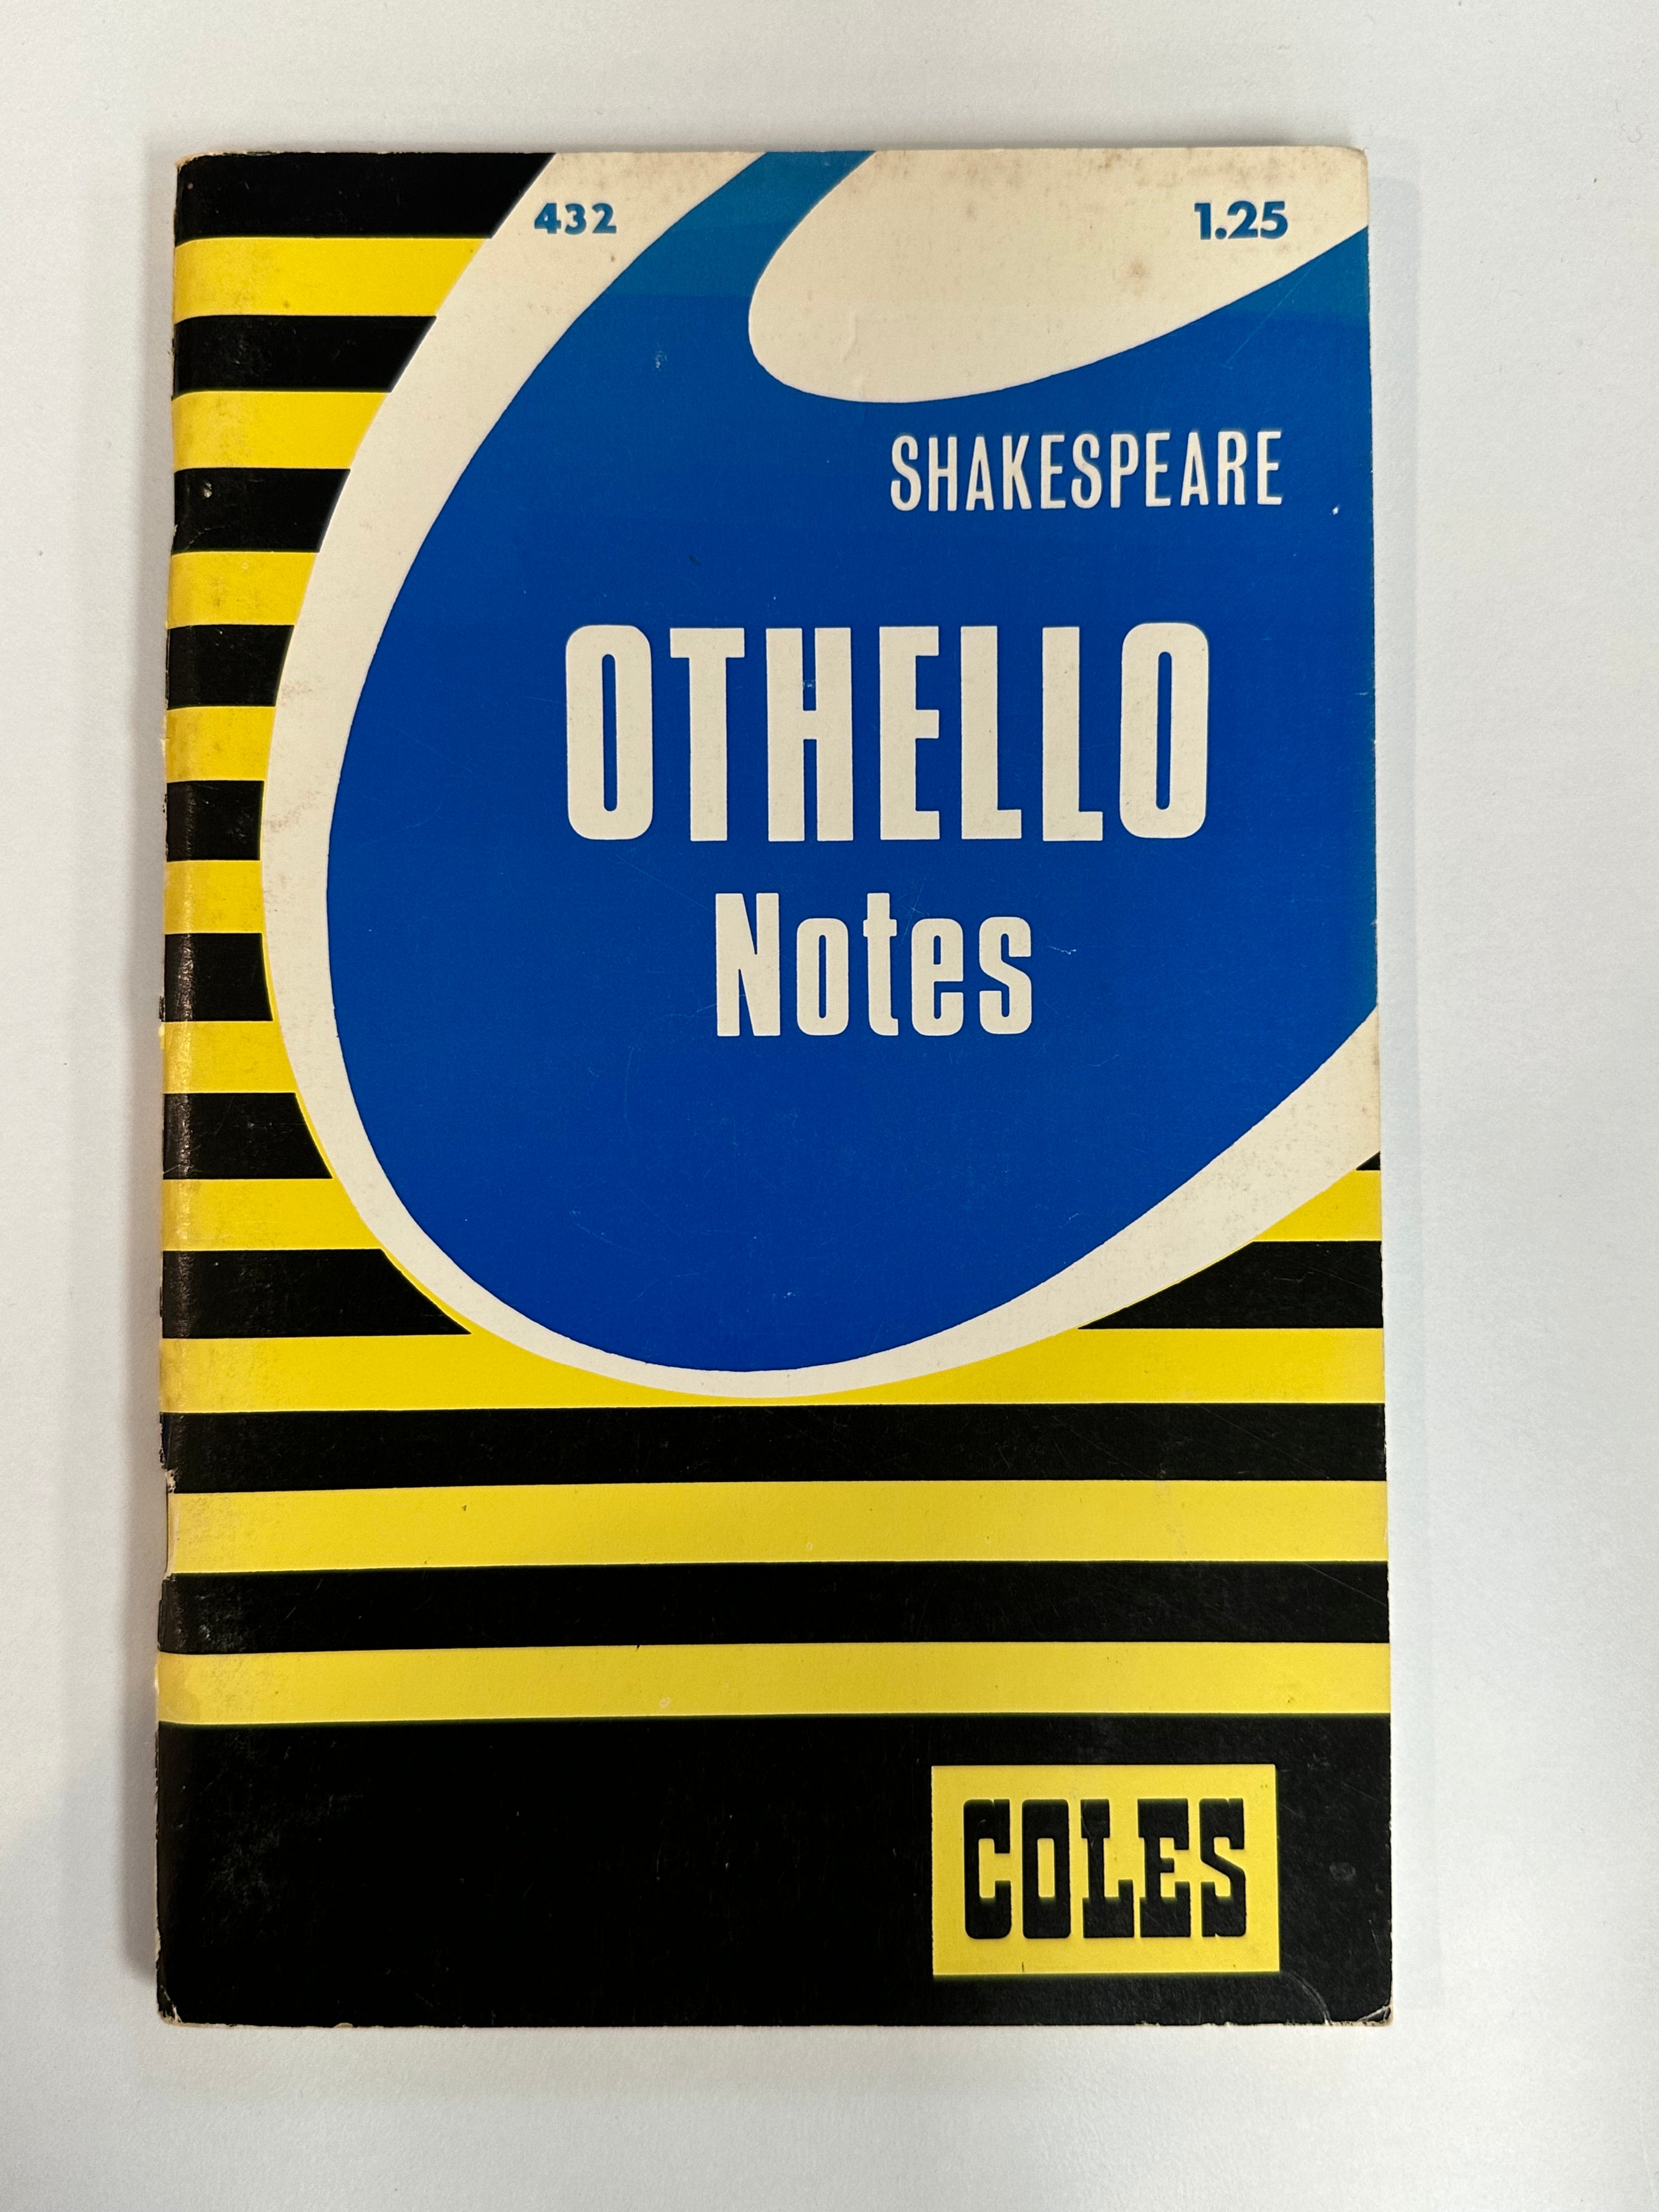 432
1.25
SHAKESPEARE
OTHELLO
Notes
COLES